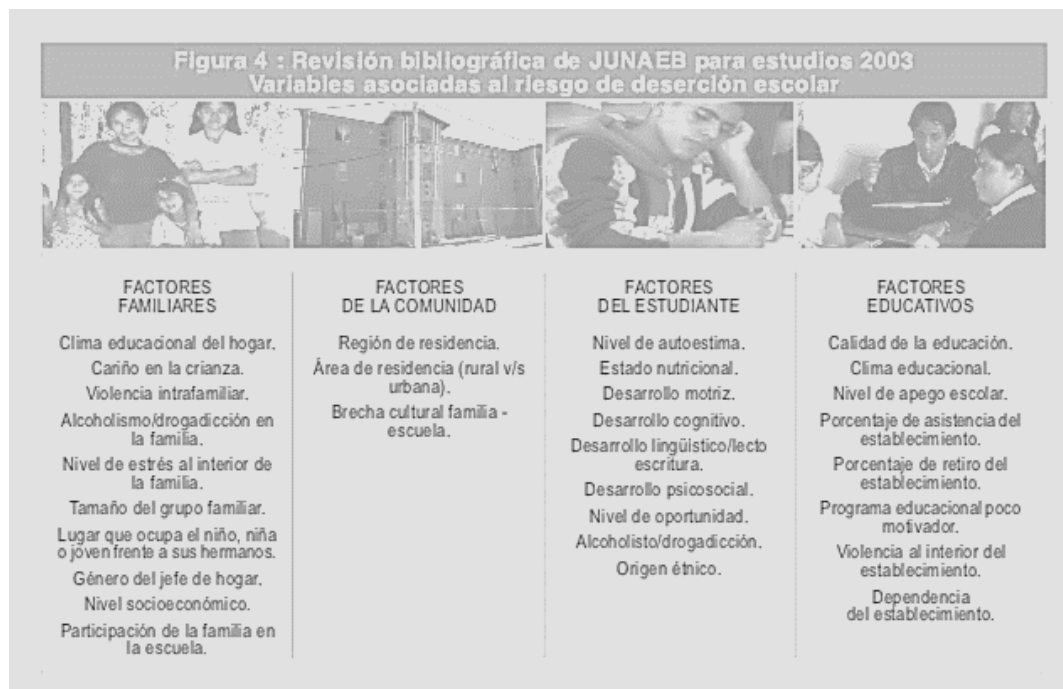 Figura 4 : Revisión bibliográfica de JUNAEB para estudios 2003
Variables asociadas al riesgo de deserción escolar
FACTORES
FAMILIARES
Clima educacional del hogar.
Cariño en la crianza.
Violencia intrafamiliar.
Alcoholismo/drogadicción en
la familia.
Nivel de estrés al interior de
la familia.
Tamaño del grupo familiar.
Lugar que ocupa el niño, niña
o joven frente a sus hermanos.
Género del jefe de hogar.
Nivel socioeconómico.
Participación de la familia en
la escuela.
FACTORES
DE LA COMUNIDAD
Región de residencia.
Área de residencia (rural v/s
urbana).
Brecha cultural familia -
escuela.
FACTORES
DEL ESTUDIANTE
Nivel de autoestima.
Estado nutricional.
Desarrollo motriz.
Desarrollo cognitivo.
Desarrollo lingüístico/lecto
escritura.
Desarrollo psicosocial.
Nivel de oportunidad.
Alcoholisto/drogadicción.
Origen étnico.
FACTORES
EDUCATIVOS
Calidad de la educación.
Clima educacional.
Nivel de apego escolar.
Porcentaje de asistencia del
establecimiento.
Porcentaje de retiro del
establecimiento.
Programa educacional poco
motivador.
Violencia al interior del
establecimiento.
Dependencia
del establecimiento.